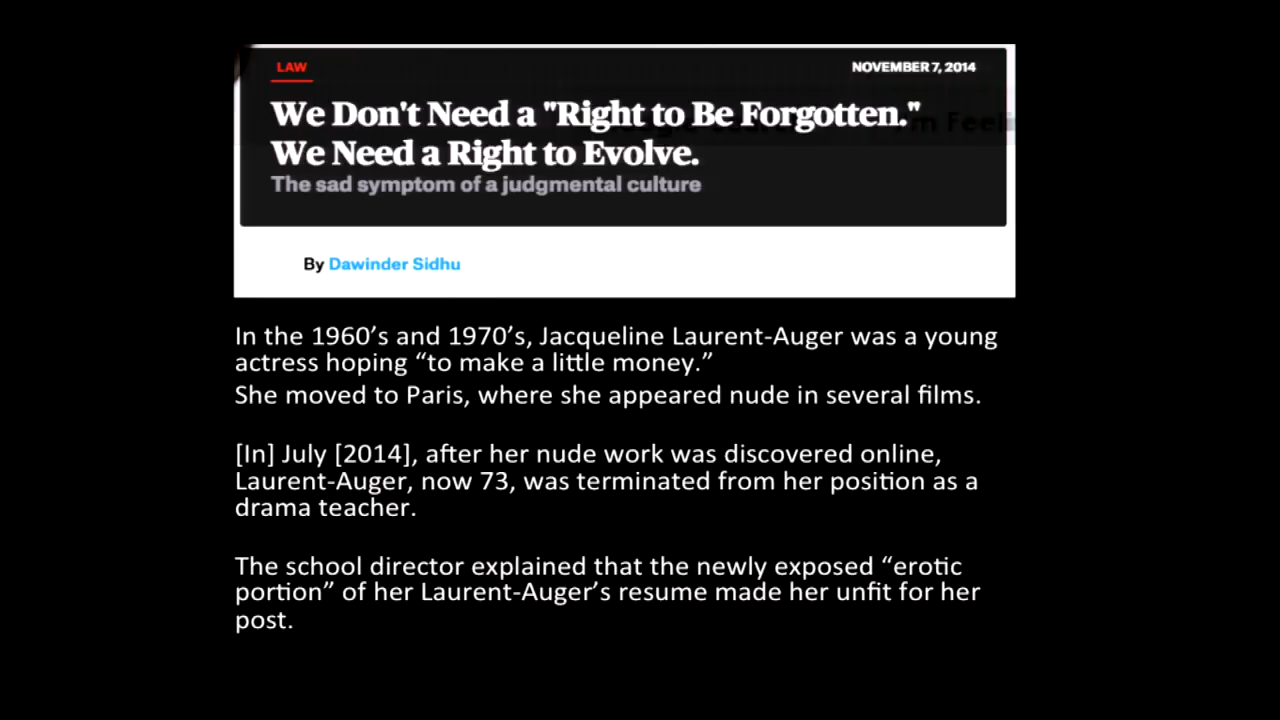 LAW
NOVEMBER 7, 2014
We Don't Need a "Right to Be Forgotten."
We Need a Right to Evolve.
The sad symptom of a judgmental culture
By Dawinder Sidhu
In the 1960’s and 1970’s, Jacqueline Laurent-Auger was a young
actress hoping “to make a little money.”
She moved to Paris, where she appeared nude in several films.
[In] July [2014], after her nude work was discovered online,
Laurent-Auger, now 73, was terminated from her position as a
drama teacher.
The school director explained that the newly exposed “erotic
portion” of her Laurent-Auger’s resume made her unfit for her
post.